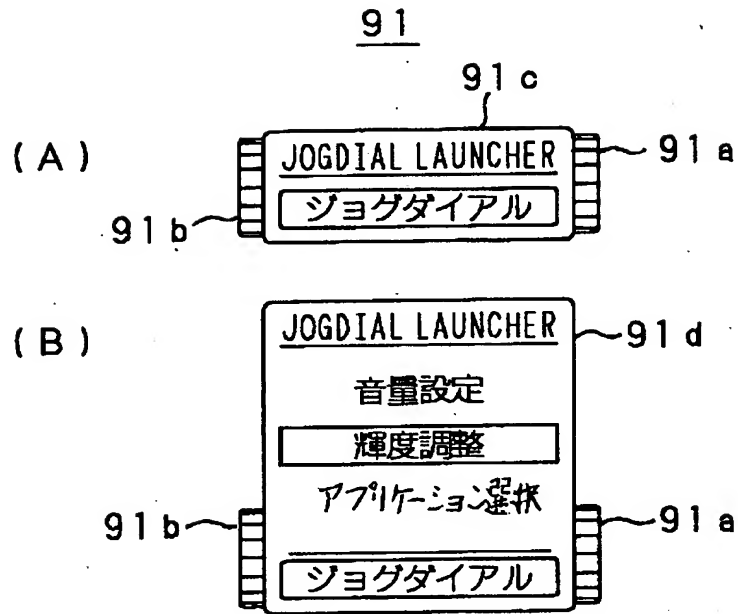 91
91c
(A)
JOGDIAL LAUNCHER
91a
ジョグダイアル
91b
(B)
JOGDIAL LAUNCHER
91d
音量設定
輝度調整
アプリケーション選択
91b
91a
ジョグダイアル